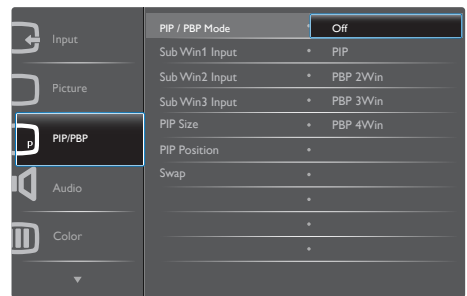 Input
Picture
P
PIP/PBP
Audio
Color
PIP / PBP Mode
Sub Win1 Input
Sub Win2 Input
Sub Win3 Input
PIP Size
PIP Position
Swap
Off
PIP
PBP 2Win
PBP 3Win
PBP 4Win